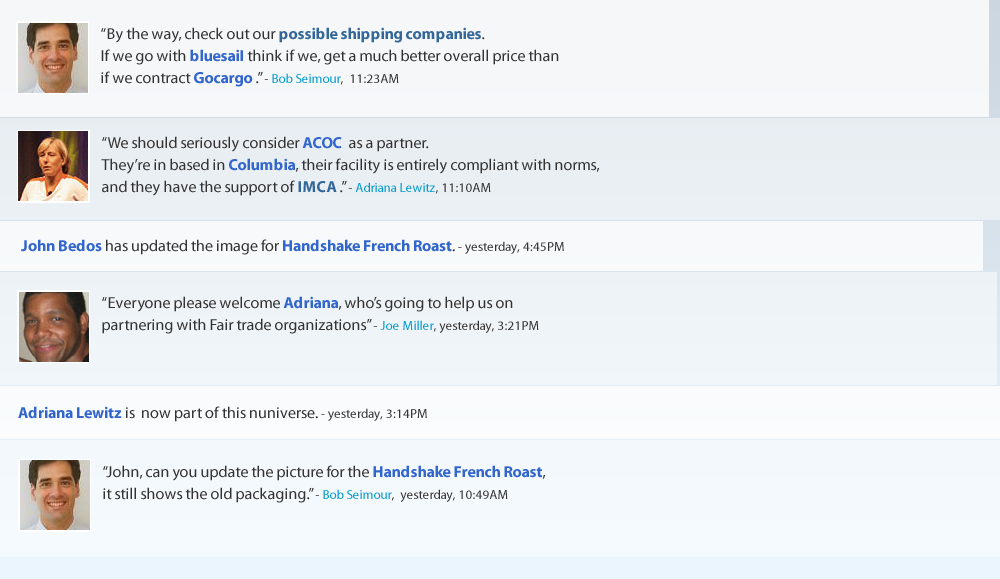 “By the way, check out our possible shipping companies.
If we go with bluesail think if we, get a much better overall price than
if we contract Gocargo .” - Bob Seimour, 11:23AM
“We should seriously consider ACOC as a partner.
They’re in based in Columbia, their facility is entirely compliant with norms,
and they have the support of IMCA .” - Adriana Lewitz, 11:10AM
John Bedos has updated the image for Handshake French Roast. - yesterday, 4:45PM
“Everyone please welcome Adriana, who’s going to help us on
partnering with Fair trade organizations” - Joe Miller, yesterday, 3:21PM
Adriana Lewitz is now part of this nuniverse. - yesterday, 3:14PM
“John, can you update the picture for the Handshake French Roast,
it still shows the old packaging.” - Bob Seimour, yesterday, 10:49AM